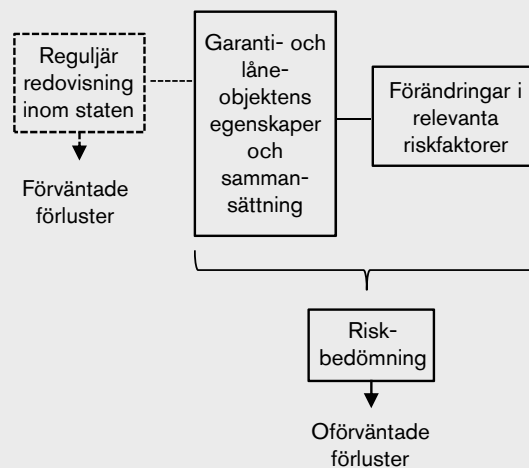 Reguljär
redovisning
inom staten
Förväntade
förluster
Garanti- och
låne-
objektens
egenskaper
och
samman-
sättning
Förändringar i
relevanta
riskfaktorer
Risk-
bedömning
Oförväntade
förluster